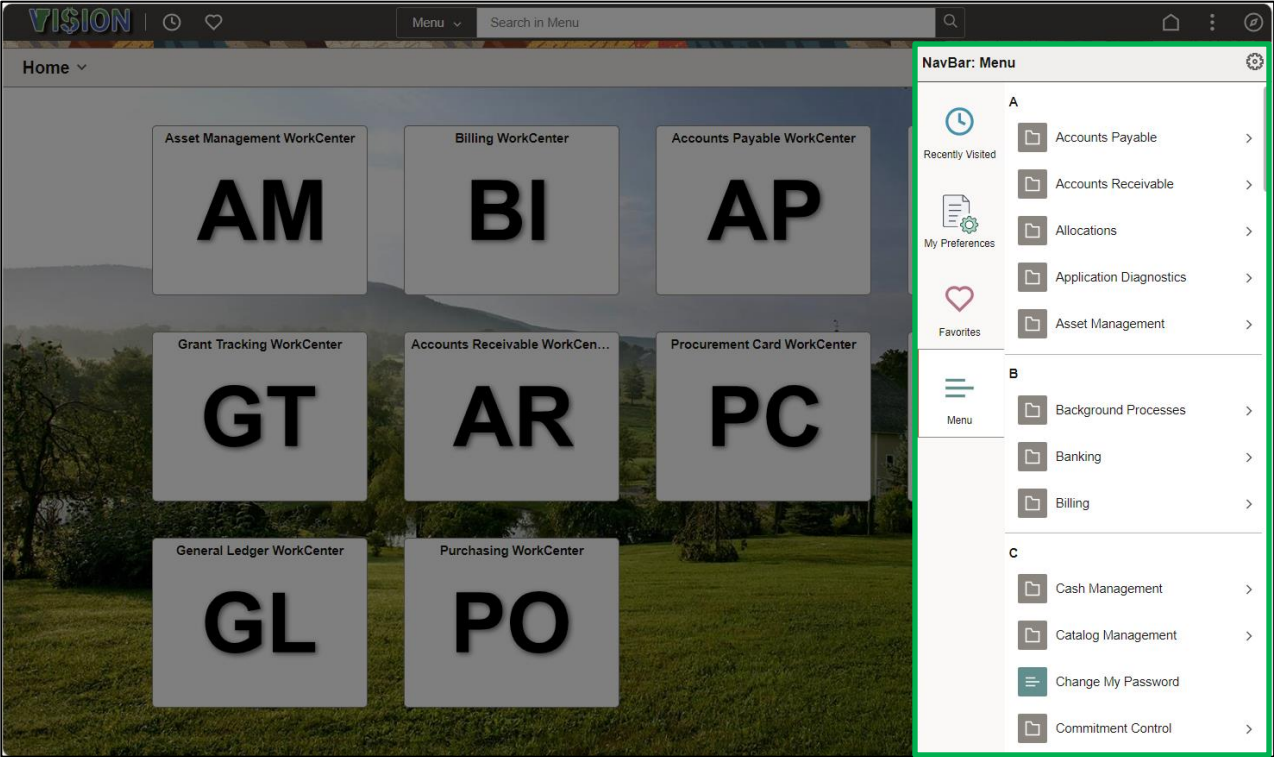 VISION
Menu
Search in Menu
Home
Asset Management WorkCenter
AM
Billing WorkCenter
BI
Accounts Payable WorkCenter
AP
Grant Tracking WorkCenter
GT
Accounts Receivable WorkCen...
AR
Procurement Card WorkCenter
PC
General Ledger WorkCenter
GL
Purchasing WorkCenter
PO
NavBar: Menu
Recently Visited
My Preferences
Favorites
Menu
A
Accounts Payable
Accounts Receivable
Allocations
Application Diagnostics
Asset Management
B
Background Processes
Banking
Billing
C
Cash Management
Catalog Management
Change My Password
Commitment Control